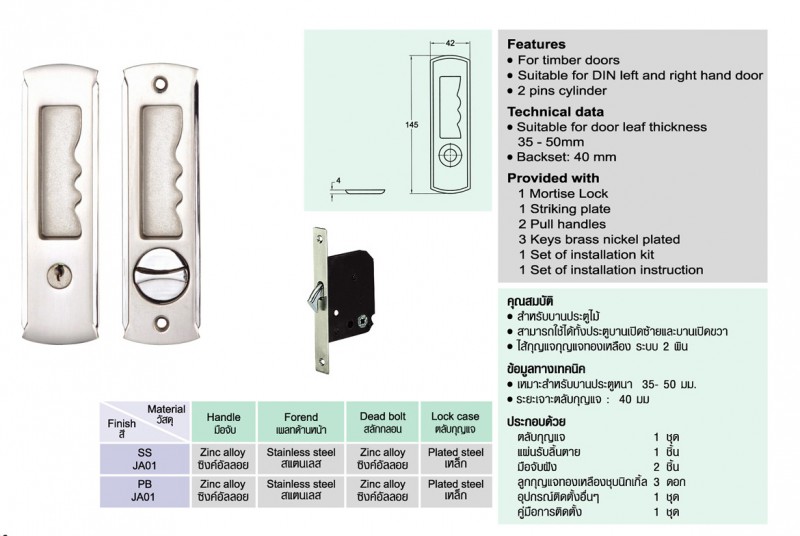 42
145
4
Features
• For timber doors
• Suitable for DIN left and right hand door
• 2 pins cylinder
Technical data
• Suitable for door leaf thickness
35 - 50mm
• Backset: 40 mm
Provided with
1 Mortise Lock
1 Striking plate
2 Pull handles
3 Keys brass nickel plated
1 Set of installation kit
1 Set of installation instruction
คุณสมบัติ
• สำหรับบานประตูไม้
• สามารถใช้ได้ทั้งประตูบานเปิดซ้ายและบานเปิดขวา
• ไส้กุญแจกุญแจทองเหลือง ระบบ 2 พิน
ข้อมูลทางเทคนิค
• เหมาะสำหรับบานประตูหนา 35- 50 มม.
• ระยะเจาะตลับกุญแจ : 40 มม
ประกอบด้วย
ตลับกุญแจ 1 ชุด
แผ่นรับลิ้นตาย 1 ชิ้น
มือจับฝัง 2 ชิ้น
ลูกกุญแจทองเหลืองชุบนิกเกิ้ล 3 ดอก
อุปกรณ์ติดตั้งอื่นๆ 1 ชุด
คู่มือการติดตั้ง 1 ชุด
Material วัสดุ Finish สี Handle Forend Dead bolt Lock case
มือจับ เพลทด้านหน้า สลักกลอน ตลับกุญแจ
SS Zinc alloy Stainless steel Zinc alloy Plated steel
JA01 ซิงค์อัลลอย สแตนเลส ซิงค์อัลลอย เหล็ก
PB Zinc alloy Stainless steel Zinc alloy Plated steel
JA01 ซิงค์อัลลอย สแตนเลส ซิงค์อัลลอย เหล็ก